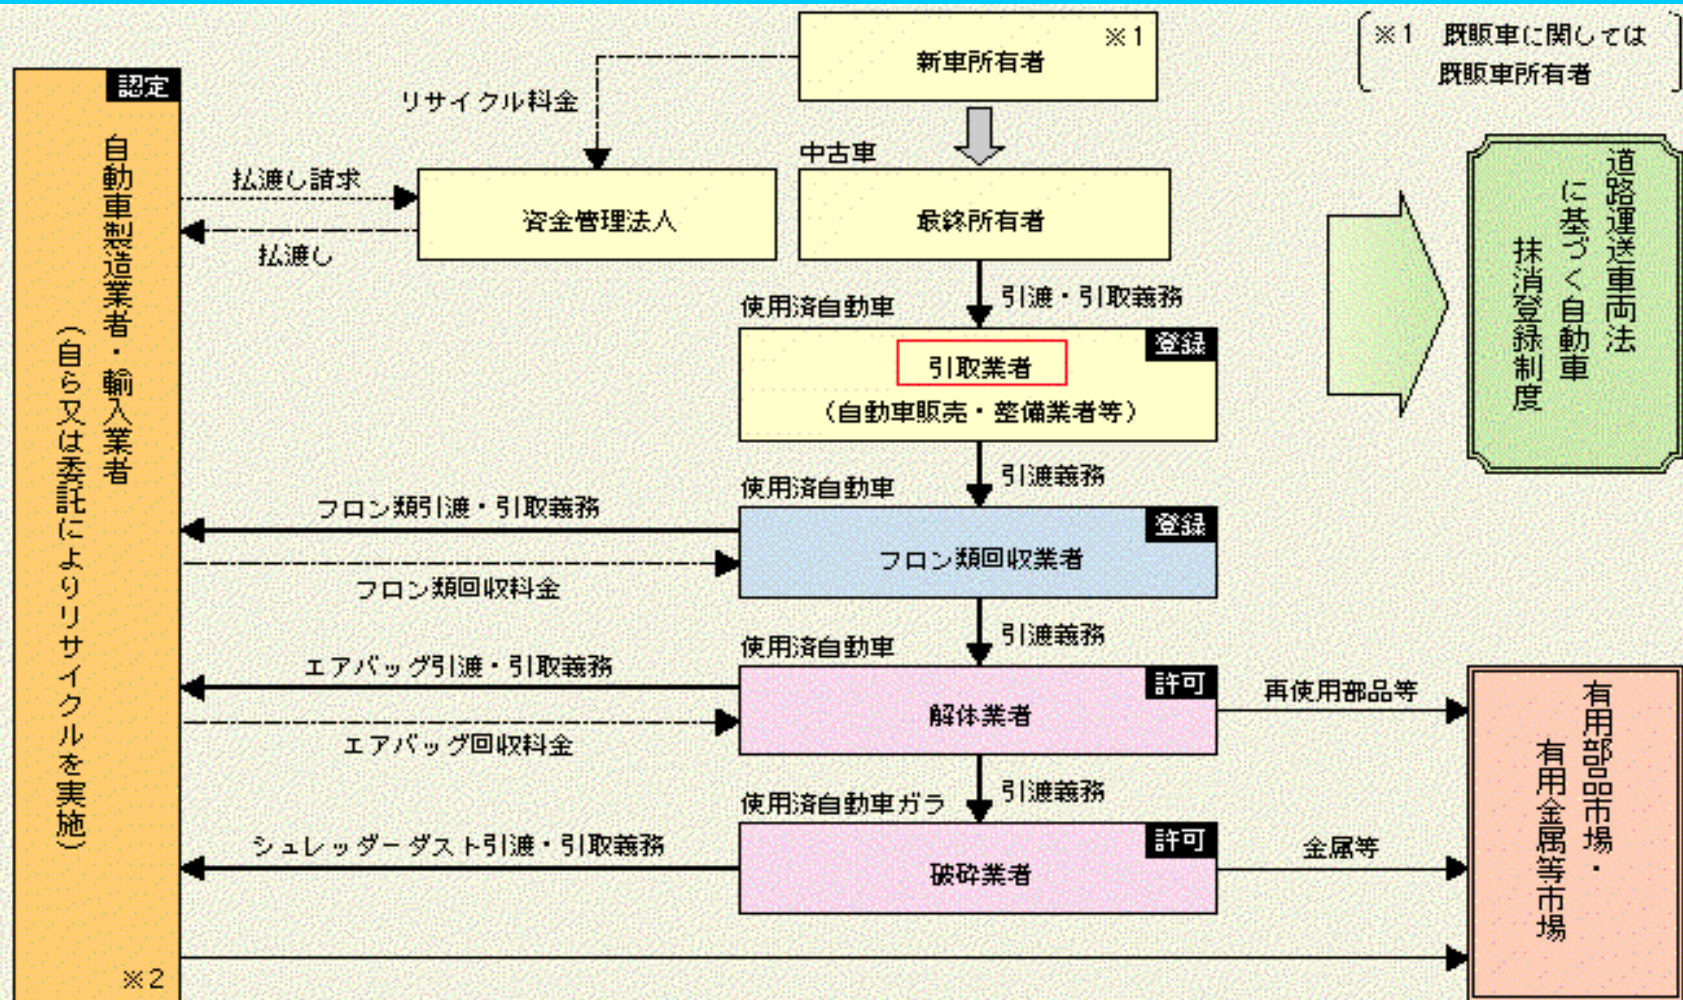 新車所有者
※1
※1 既販車に関しては
既販車所有者
認定
自動車製造業者・輸入業者
（自ら又は委託によりリサイクルを実施）
※2
リサイクル料金
払渡し請求
払渡し
資金管理法人
中古車
最終所有者
引渡・引取義務
使用済自動車
登録
引取業者
（自動車販売・整備業者等）
道路運送車両法
に基づく自動車
抹消登録制度
引渡義務
使用済自動車
登録
フロン類回収業者
フロン類引渡・引取義務
フロン類回収料金
引渡義務
使用済自動車
許可
解体業者
エアバッグ引渡・引取義務
エアバッグ回収料金
再使用部品等
引渡義務
使用済自動車ガラ
許可
破砕業者
シュレッダーダスト引渡・引取義務
金属等
有用部品市場・
有用金属等市場